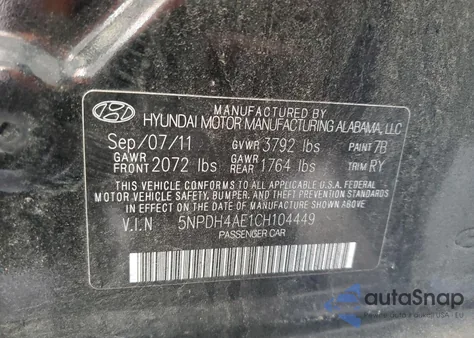 MANUFACTURED BY
HYUNDAI MOTOR MANUFACTURING ALABAMA, LLC
Sep/07/11 GVWR 3792 lbs PAINT 7B
GAWR FRONT 2072 lbs GAWR REAR 1764 lbs TRIM RY
THIS VEHICLE CONFORMS TO ALL APPLICABLE U.S.A. FEDERAL
MOTOR VEHICLE SAFETY, BUMPER, AND THEFT PREVENTION STANDARDS
IN EFFECT ON THE DATE OF MANUFACTURE SHOWN ABOVE.
V.I.N 5NPDH4AE1CH104449
PASSENGER CAR
autaSnap